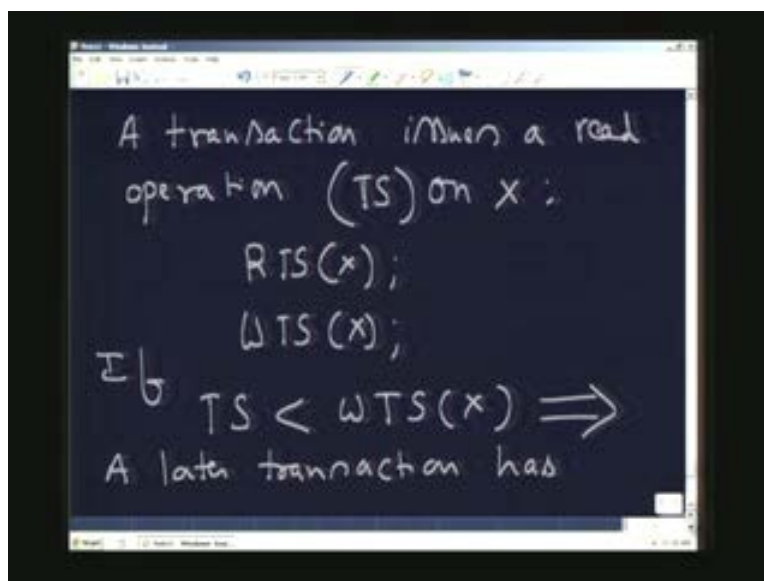 A transaction issues a read
operation (TS) on x :
RTS(x);
WTS(x);
If
TS < WTS(x) ⇒
A later transaction has